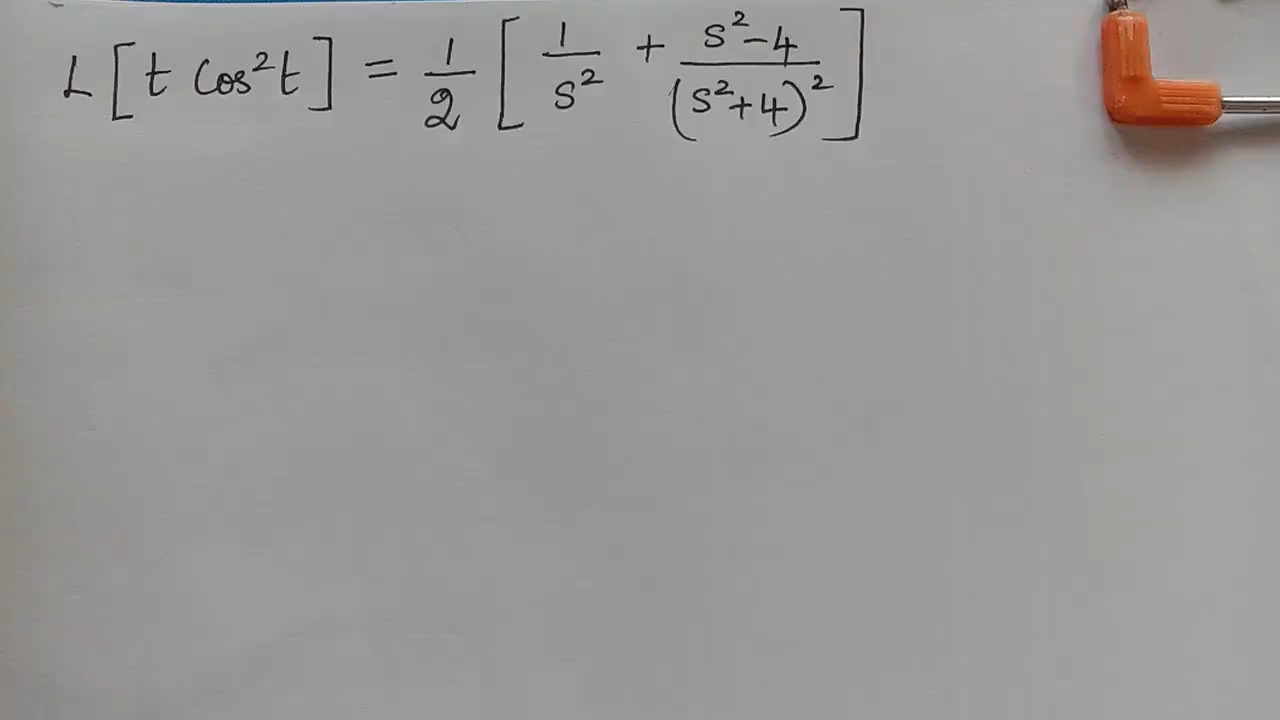 L[t cos²t] = 1/2 [1/s² + (s²-4)/(s²+4)²]